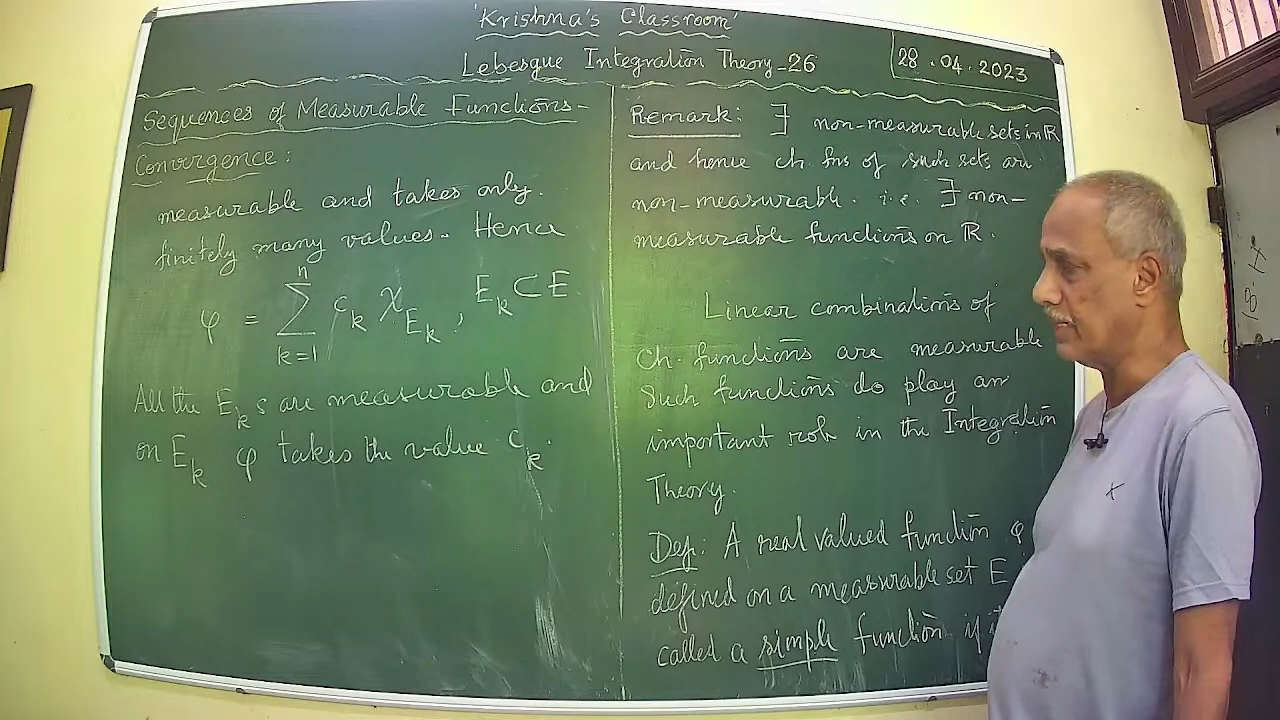 'Krishna's Classroom'
Lebesgue Integration Theory-26
28.04.2023
Sequences of Measurable Functions-
Convergence:
measurable and takes only
finitely many values. Hence
φ = ∑_{k=1}^{n} c_k χ_{E_k}, E_k ⊂ E
All the E_k s are measurable and
on E_k φ takes the value c_k.
Remark: ∃ non-measurable sets in ℝ
and hence ch. fns of such sets are
non-measurable. i.e. ∃ non-
measurable functions on ℝ.
Linear combinations of
Ch. functions are measurable
Such functions do play an
important role in the Integration
Theory.
Def: A real valued function φ
defined on a measurable set E
called a simple function if it